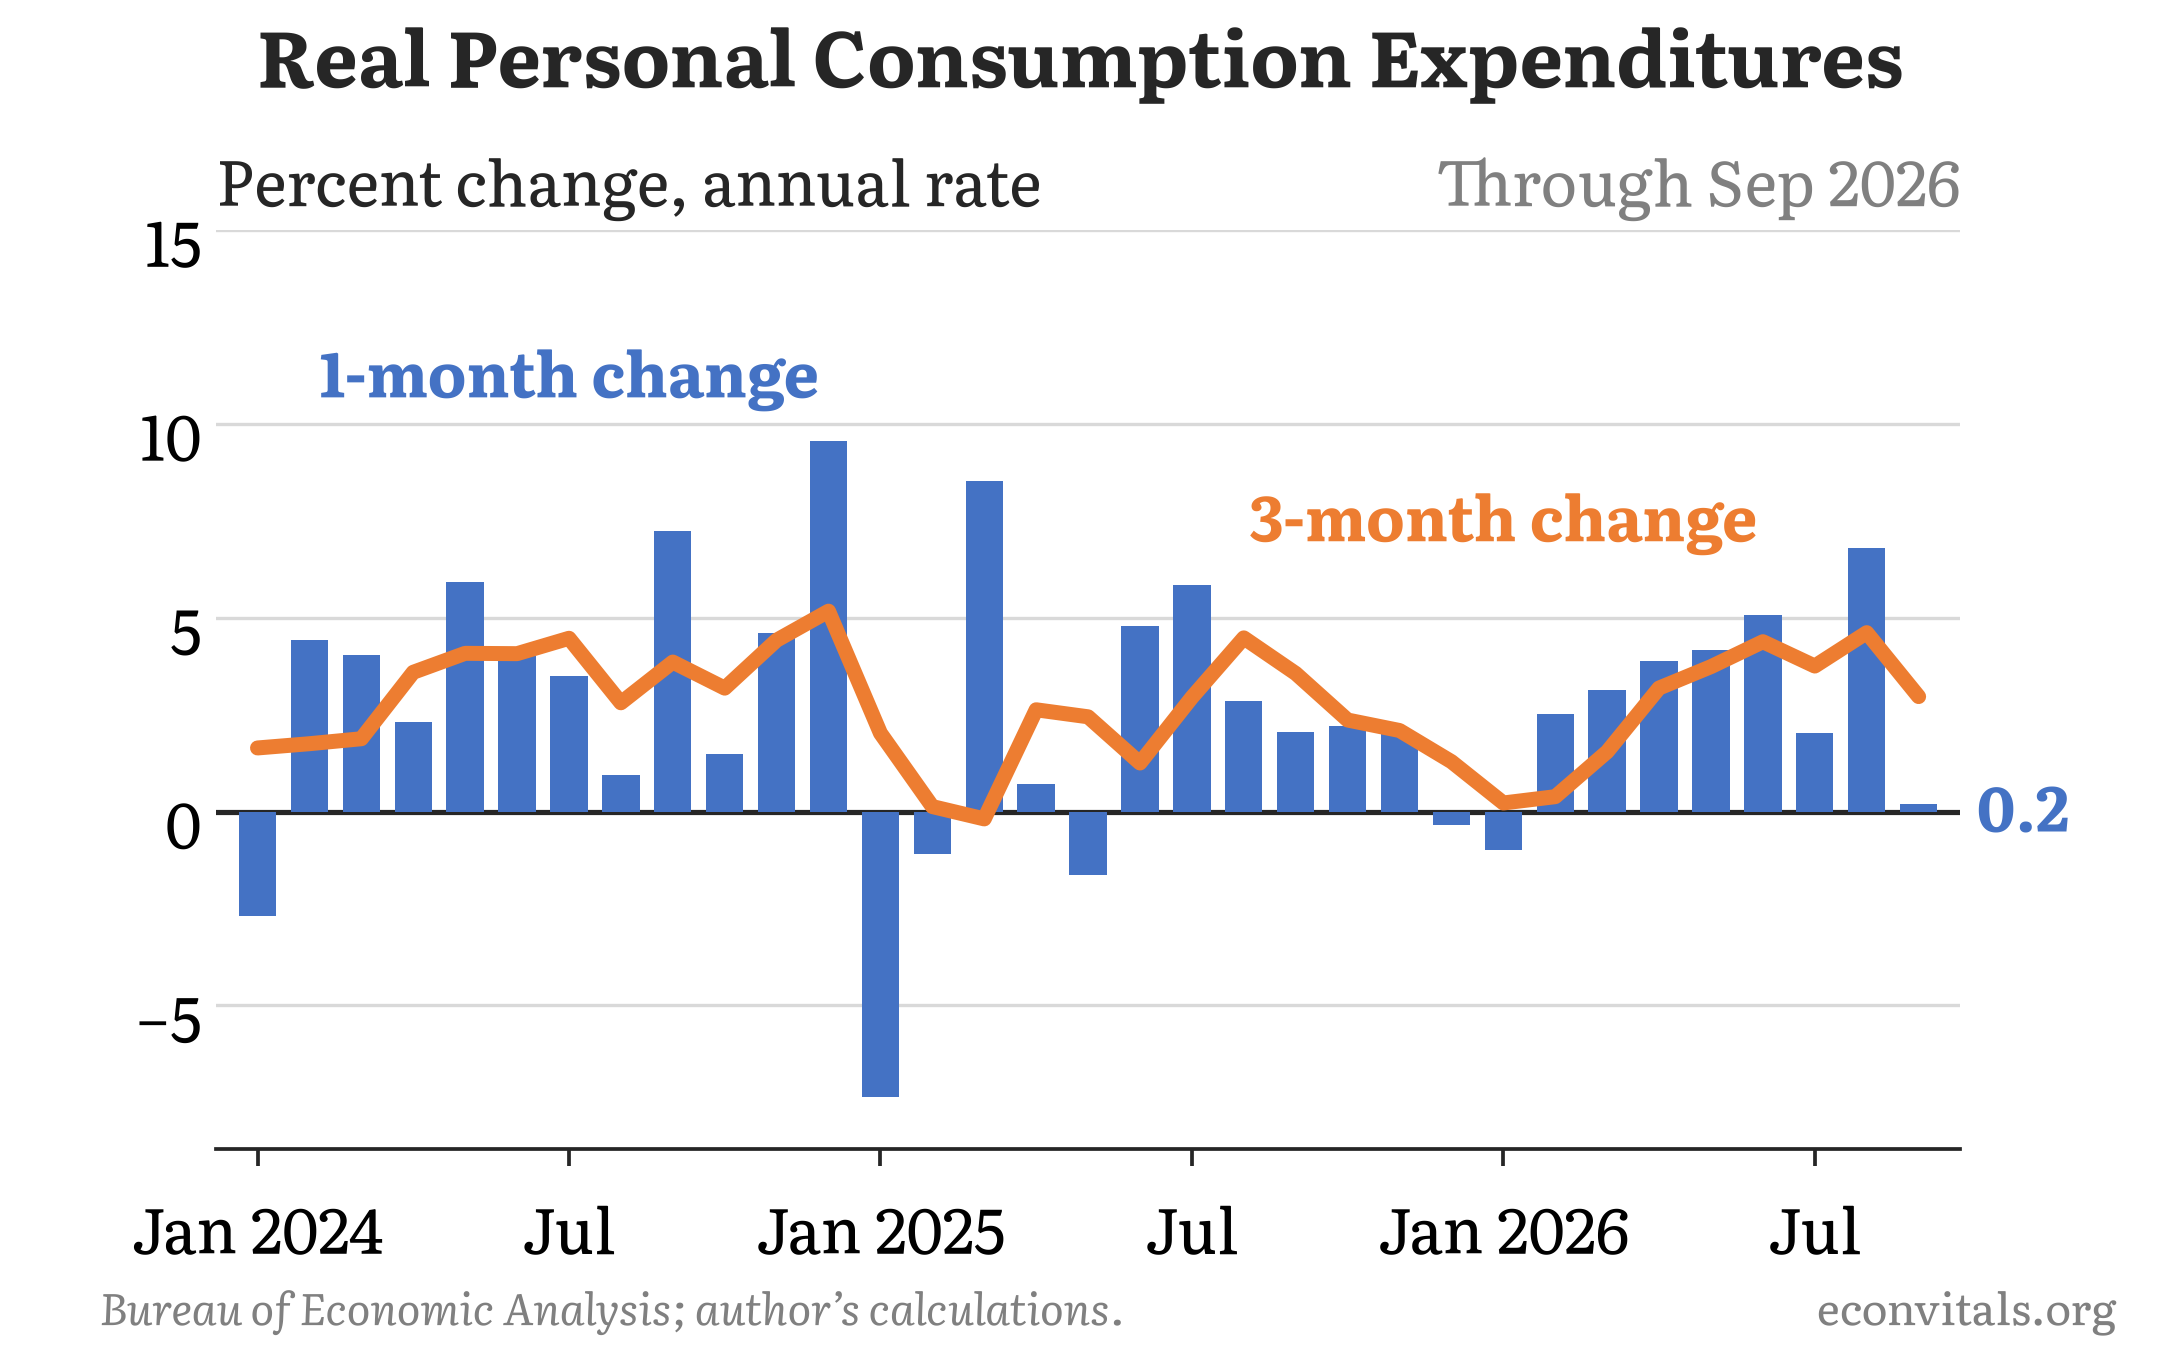 Real Personal Consumption Expenditures
Percent change, annual rate
Through Sep 2026
15
1-month change
10
3-month change
5
0
0.2
−5
Jan 2024 Jul Jan 2025 Jul Jan 2026 Jul
Bureau of Economic Analysis; author’s calculations.
econvitals.org